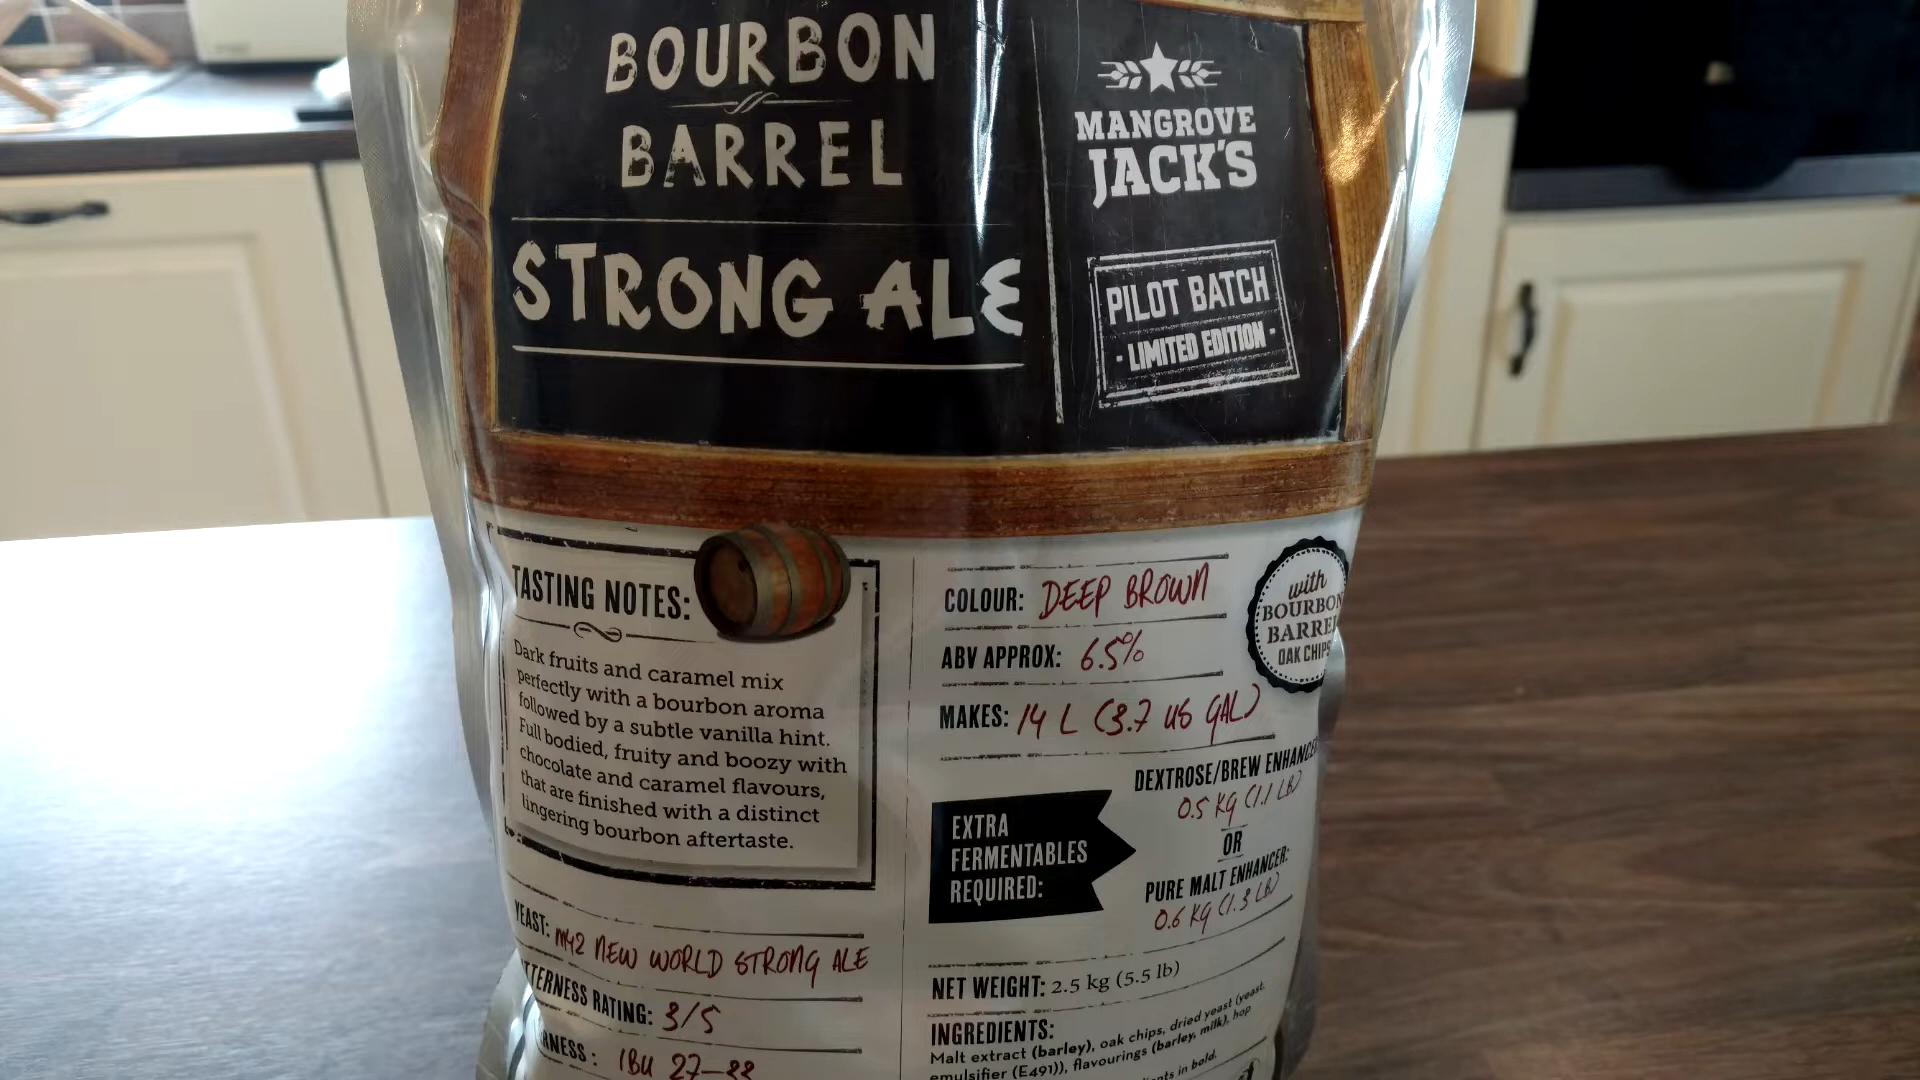 BOURBON
BARREL
STRONG ALE
MANGROVE
JACK'S
PILOT BATCH
- LIMITED EDITION -
TASTING NOTES:
Dark fruits and caramel mix
perfectly with a bourbon aroma
followed by a subtle vanilla hint.
Full bodied, fruity and boozy with
chocolate and caramel flavours,
that are finished with a distinct
lingering bourbon aftertaste.
YEAST: M42 NEW WORLD STRONG ALE
RATING: 3/5
IBU 27-
COLOUR: DEEP BROWN
ABV APPROX: 6.5%
MAKES: 14 L (3.7 US GAL)
with
BOURBON
BARREL
OAK CHIPS
EXTRA
FERMENTABLES
REQUIRED:
DEXTROSE/BREW ENHANCER
0.5 KG (1.1 LB)
OR
PURE MALT ENHANCER:
0.6 KG (1.3 LB)
NET WEIGHT: 2.5 kg (5.5 lb)
INGREDIENTS:
Malt extract (barley), oak chips, dried yeast (yeast,
emulsifier (E491)), flavourings (barley, milk), hop
in bold.